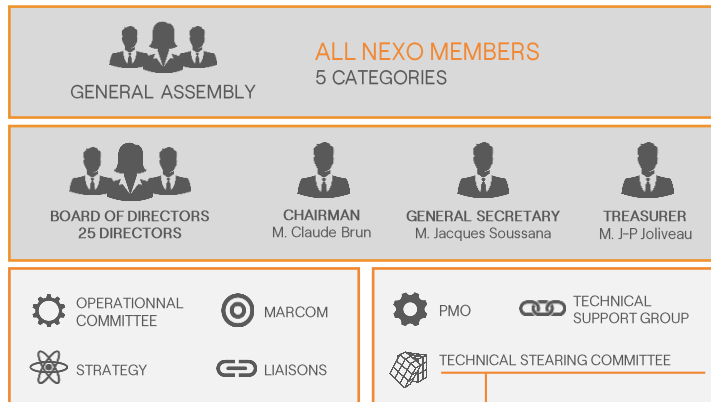 ALL NEXO MEMBERS
5 CATEGORIES
GENERAL ASSEMBLY
BOARD OF DIRECTORS
25 DIRECTORS
CHAIRMAN
M. Claude Brun
GENERAL SECRETARY
M. Jacques Soussana
TREASURER
M. J-P Joliveau
OPERATIONNAL
COMMITTEE
MARCOM
STRATEGY
LIAISONS
PMO
TECHNICAL
SUPPORT GROUP
TECHNICAL STEARING COMMITTEE